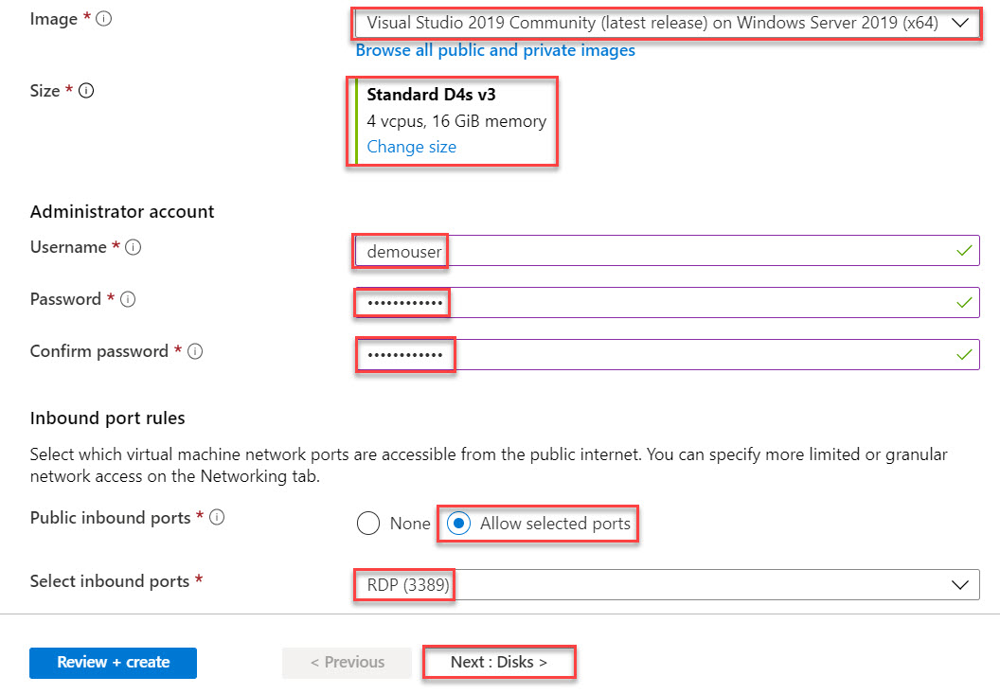 Image *
Visual Studio 2019 Community (latest release) on Windows Server 2019 (x64)
Browse all public and private images
Size *
Standard D4s v3
4 vcpus, 16 GiB memory
Change size
Administrator account
Username *
demouser
Password *
••••••••••••
Confirm password *
••••••••••••
Inbound port rules
Select which virtual machine network ports are accessible from the public internet. You can specify more limited or granular
network access on the Networking tab.
Public inbound ports *
None
Allow selected ports
Select inbound ports *
RDP (3389)
Review + create
< Previous
Next : Disks >